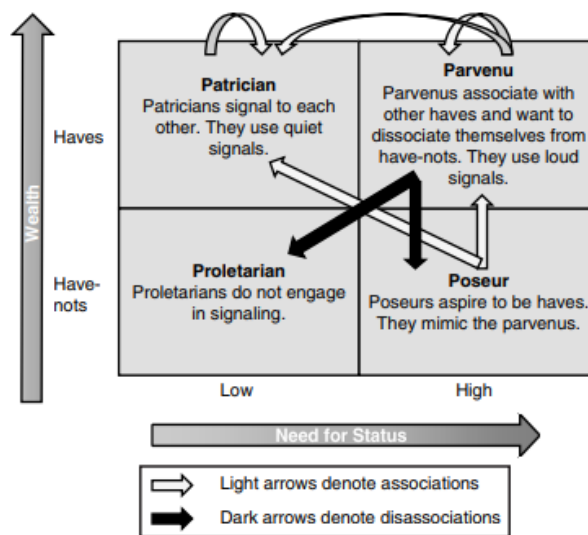 Patrician
Patricians signal to each
other. They use quiet
signals.
Parvenu
Parvenus associate with
other haves and want to
dissociate themselves from
have-nots. They use loud
signals.
Haves
Wealth
Have-
nots
Proletarian
Proletarians do not engage
in signaling.
Poseur
Poseurs aspire to be haves.
They mimic the parvenus.
Low
High
Need for Status
Light arrows denote associations
Dark arrows denote disassociations